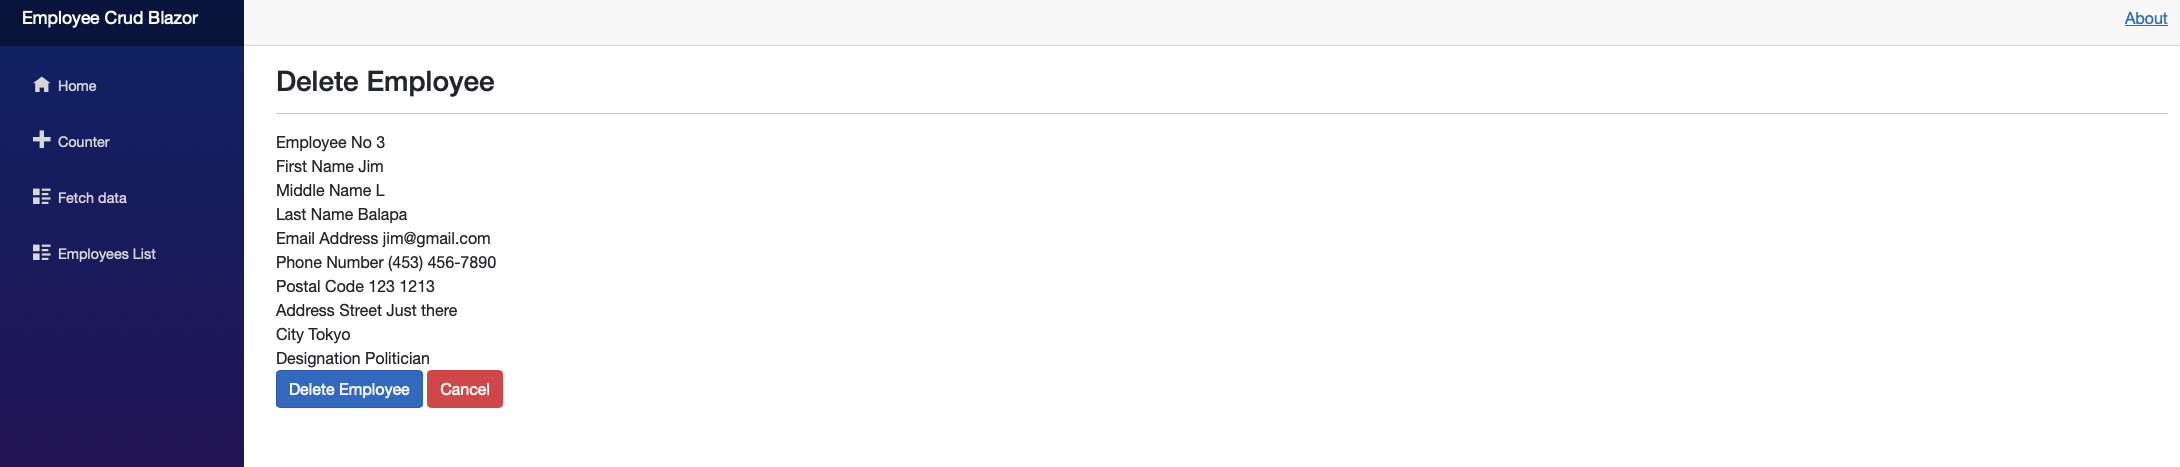 Employee Crud Blazor
About
Home
Counter
Fetch data
Employees List
Delete Employee
Employee No 3
First Name Jim
Middle Name L
Last Name Balapa
Email Address jim@gmail.com
Phone Number (453) 456-7890
Postal Code 123 1213
Address Street Just there
City Tokyo
Designation Politician
Delete Employee Cancel